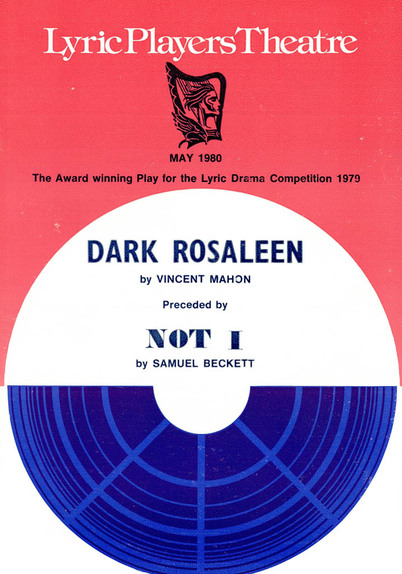 Lyric Players Theatre
MAY 1980
The Award winning Play for the Lyric Drama Competition 1979
DARK ROSALEEN
by VINCENT MAHON
Preceded by
NOT I
by SAMUEL BECKETT